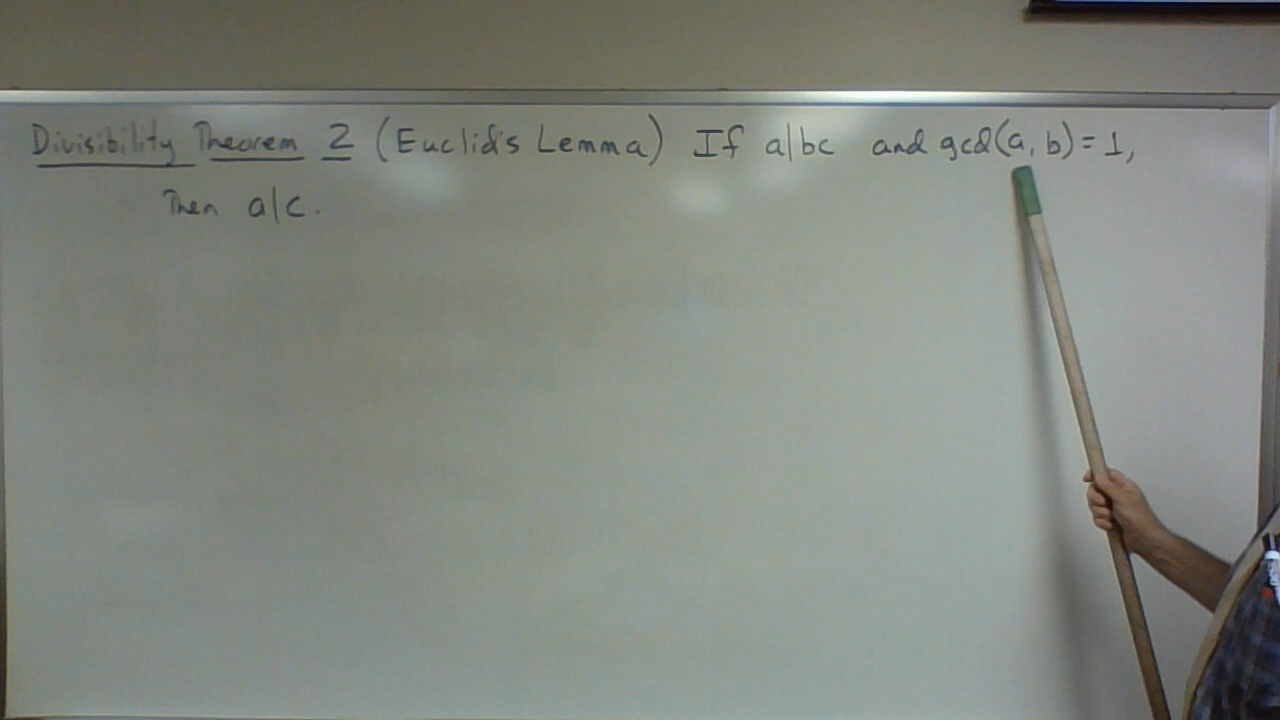 Divisibility Theorem 2 (Euclid's Lemma) If a|bc and gcd(a, b) = 1,
Then a|c.